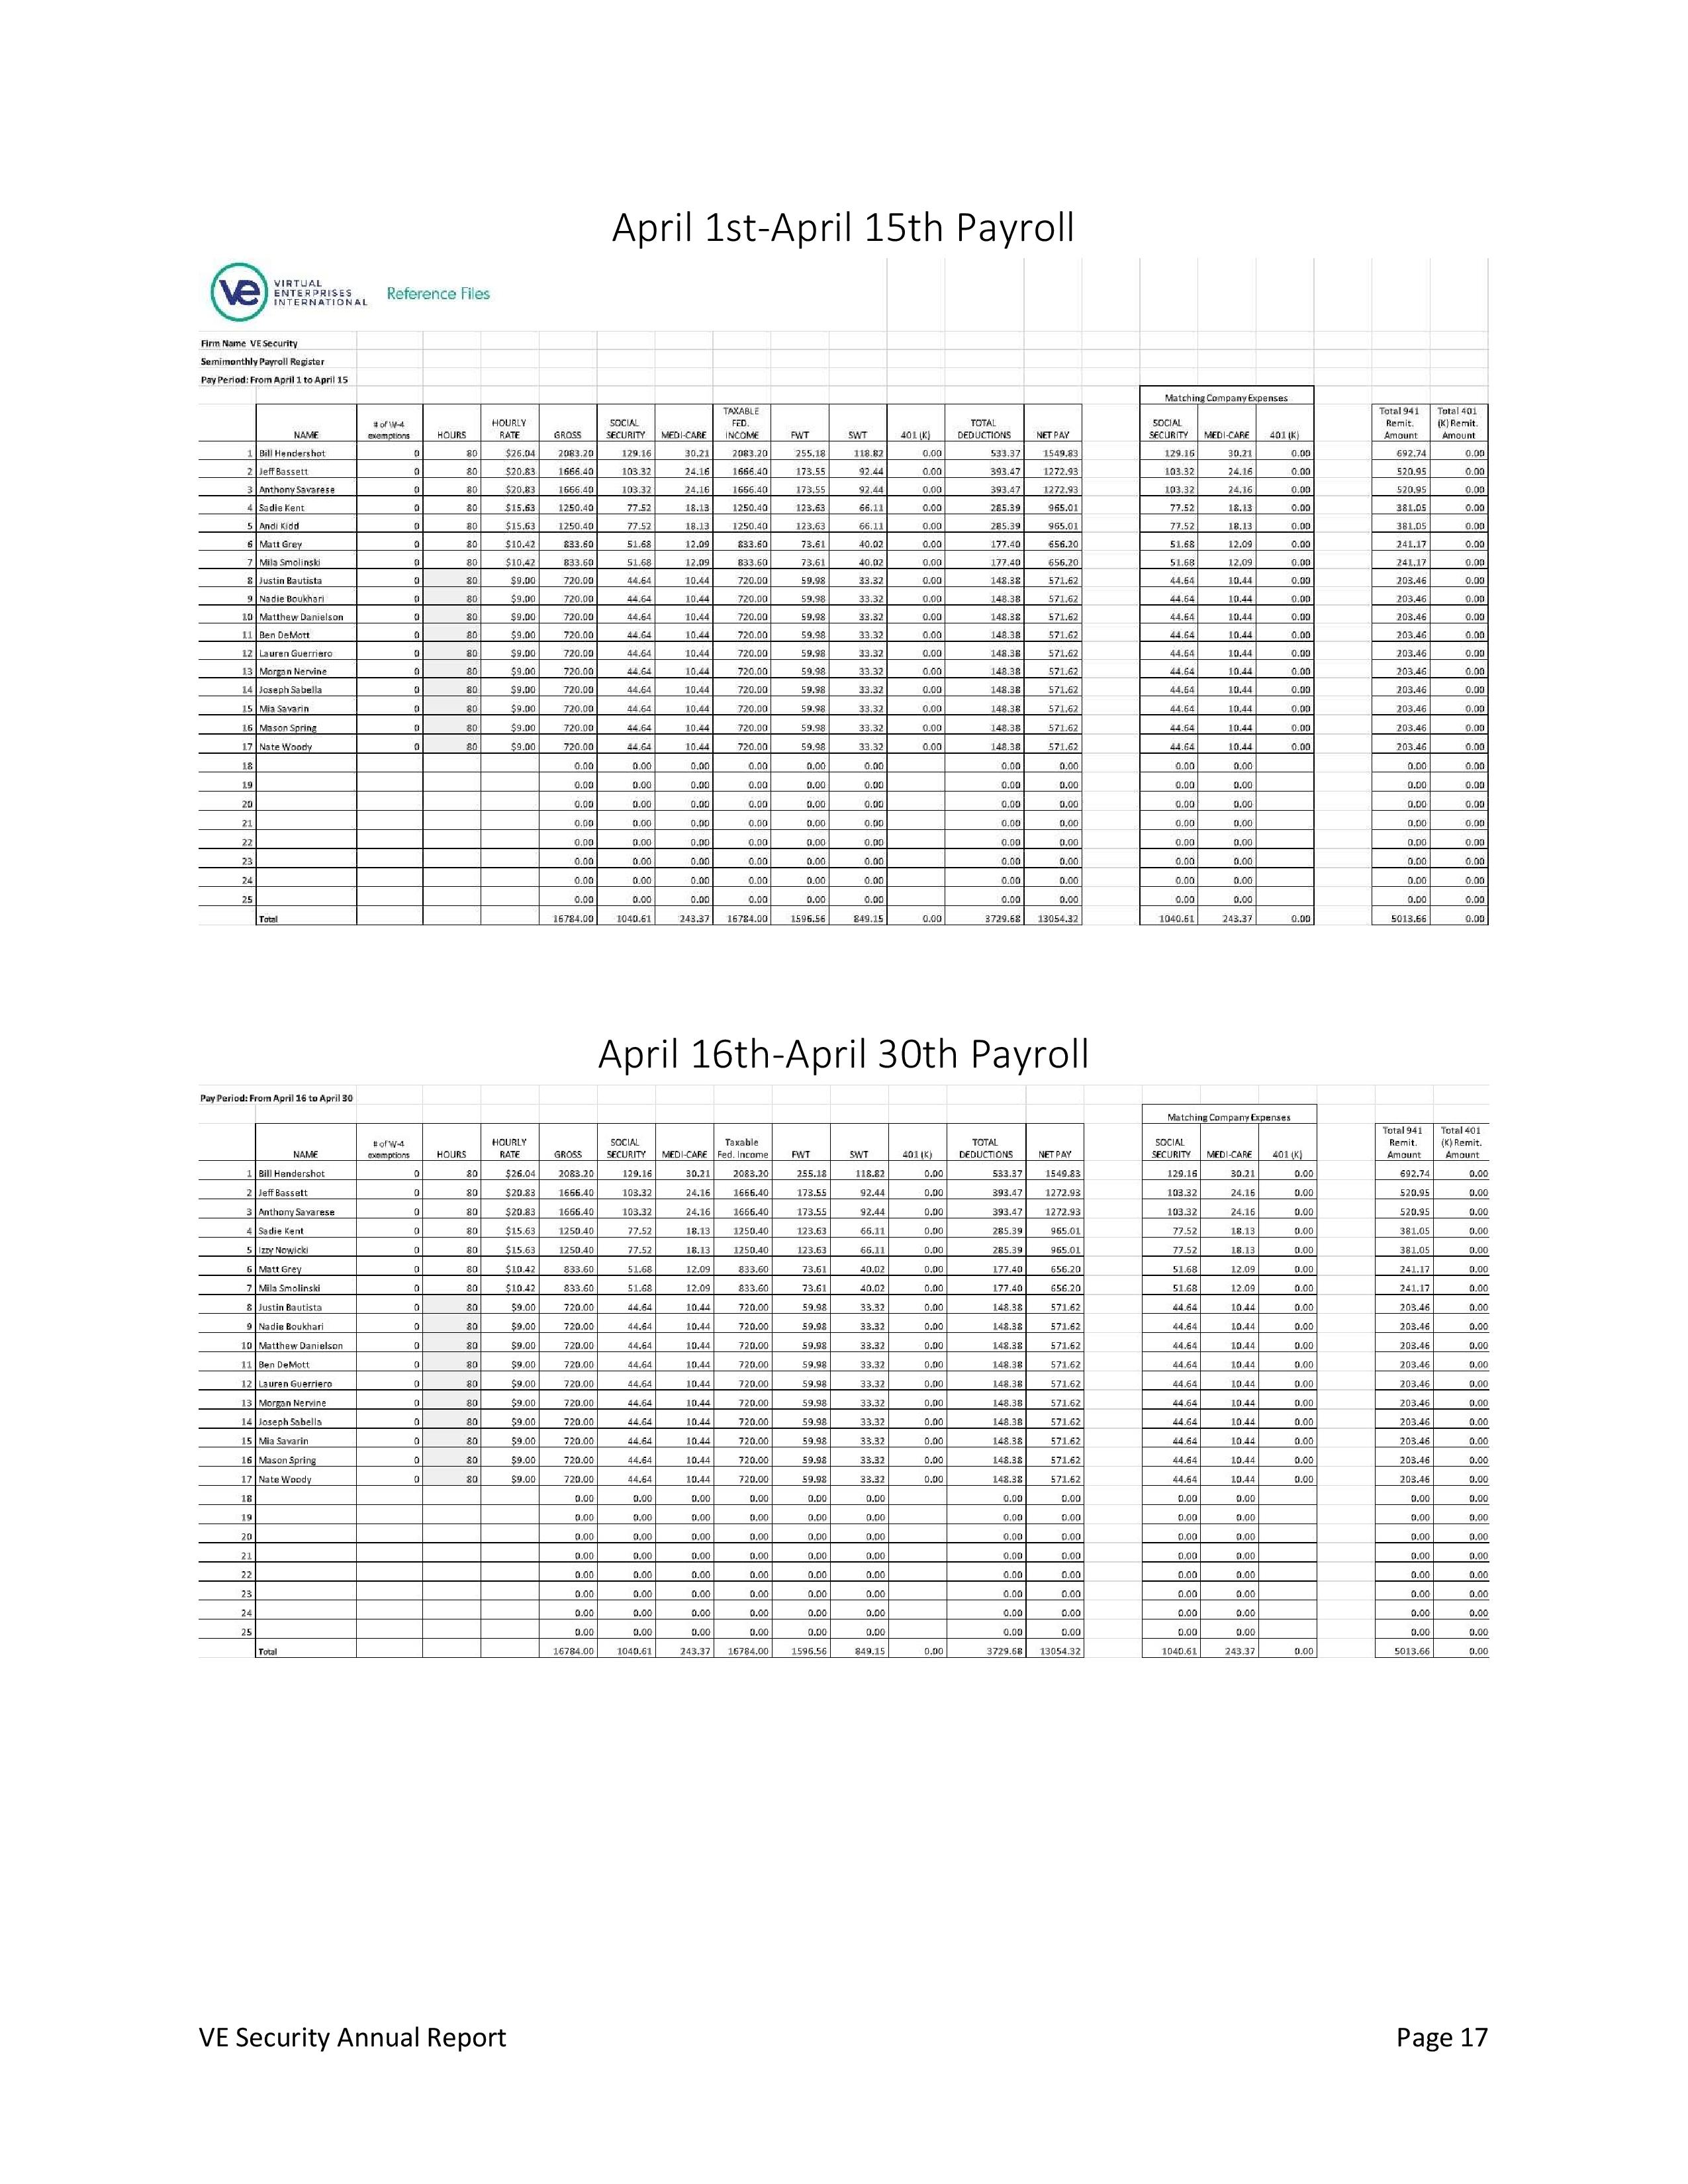 April 1st-April 15th Payroll
ve VIRTUAL ENTERPRISES INTERNATIONAL Reference Files
Firm Name VE Security
Semimonthly Payroll Register
Pay Period: From April 1 to April 15
Matching Company Expenses
NAME # of W-4 exemptions HOURS HOURLY RATE GROSS SOCIAL SECURITY MEDI-CARE TAXABLE FED. INCOME FWT SWT 401 (K) TOTAL DEDUCTIONS NET PAY SOCIAL SECURITY MEDI-CARE 401 (K) Total 941 Remit. Amount Total 401 (K) Remit. Amount
1 Bill Hendershot 0 80 $26.04 2083.20 129.16 30.21 2083.20 255.18 118.82 0.00 533.37 1549.83 129.16 30.21 0.00 692.74 0.00
2 Jeff Bassett 0 80 $20.83 1666.40 103.32 24.16 1666.40 173.55 92.44 0.00 393.47 1272.93 103.32 24.16 0.00 520.95 0.00
3 Anthony Savarese 0 80 $20.83 1666.40 103.32 24.16 1666.40 173.55 92.44 0.00 393.47 1272.93 103.32 24.16 0.00 520.95 0.00
4 Sadie Kent 0 80 $15.63 1250.40 77.52 18.13 1250.40 123.63 66.11 0.00 285.39 965.01 77.52 18.13 0.00 381.05 0.00
5 Andi Kidd 0 80 $15.63 1250.40 77.52 18.13 1250.40 123.63 66.11 0.00 285.39 965.01 77.52 18.13 0.00 381.05 0.00
6 Matt Grey 0 80 $10.42 833.60 51.68 12.09 833.60 73.61 40.02 0.00 177.40 656.20 51.68 12.09 0.00 241.17 0.00
7 Mila Smolinski 0 80 $10.42 833.60 51.68 12.09 833.60 73.61 40.02 0.00 177.40 656.20 51.68 12.09 0.00 241.17 0.00
8 Justin Bautista 0 80 $9.00 720.00 44.64 10.44 720.00 59.98 33.32 0.00 148.38 571.62 44.64 10.44 0.00 203.46 0.00
9 Nadie Boukhari 0 80 $9.00 720.00 44.64 10.44 720.00 59.98 33.32 0.00 148.38 571.62 44.64 10.44 0.00 203.46 0.00
10 Matthew Danielson 0 80 $9.00 720.00 44.64 10.44 720.00 59.98 33.32 0.00 148.38 571.62 44.64 10.44 0.00 203.46 0.00
11 Ben DeMott 0 80 $9.00 720.00 44.64 10.44 720.00 59.98 33.32 0.00 148.38 571.62 44.64 10.44 0.00 203.46 0.00
12 Lauren Guerriero 0 80 $9.00 720.00 44.64 10.44 720.00 59.98 33.32 0.00 148.38 571.62 44.64 10.44 0.00 203.46 0.00
13 Morgan Nervine 0 80 $9.00 720.00 44.64 10.44 720.00 59.98 33.32 0.00 148.38 571.62 44.64 10.44 0.00 203.46 0.00
14 Joseph Sabella 0 80 $9.00 720.00 44.64 10.44 720.00 59.98 33.32 0.00 148.38 571.62 44.64 10.44 0.00 203.46 0.00
15 Mia Savarin 0 80 $9.00 720.00 44.64 10.44 720.00 59.98 33.32 0.00 148.38 571.62 44.64 10.44 0.00 203.46 0.00
16 Mason Spring 0 80 $9.00 720.00 44.64 10.44 720.00 59.98 33.32 0.00 148.38 571.62 44.64 10.44 0.00 203.46 0.00
17 Nate Woody 0 80 $9.00 720.00 44.64 10.44 720.00 59.98 33.32 0.00 148.38 571.62 44.64 10.44 0.00 203.46 0.00
18 0.00 0.00 0.00 0.00 0.00 0.00 0.00 0.00 0.00 0.00 0.00 0.00
19 0.00 0.00 0.00 0.00 0.00 0.00 0.00 0.00 0.00 0.00 0.00 0.00
20 0.00 0.00 0.00 0.00 0.00 0.00 0.00 0.00 0.00 0.00 0.00 0.00
21 0.00 0.00 0.00 0.00 0.00 0.00 0.00 0.00 0.00 0.00 0.00 0.00
22 0.00 0.00 0.00 0.00 0.00 0.00 0.00 0.00 0.00 0.00 0.00 0.00
23 0.00 0.00 0.00 0.00 0.00 0.00 0.00 0.00 0.00 0.00 0.00 0.00
24 0.00 0.00 0.00 0.00 0.00 0.00 0.00 0.00 0.00 0.00 0.00 0.00
25 0.00 0.00 0.00 0.00 0.00 0.00 0.00 0.00 0.00 0.00 0.00 0.00
Total 16784.00 1040.61 243.37 16784.00 1596.56 849.15 0.00 3729.68 13054.32 1040.61 243.37 0.00 5013.66 0.00
April 16th-April 30th Payroll
Pay Period: From April 16 to April 30
Matching Company Expenses
NAME # of W-4 exemptions HOURS HOURLY RATE GROSS SOCIAL SECURITY MEDI-CARE Taxable Fed. Income FWT SWT 401 (K) TOTAL DEDUCTIONS NET PAY SOCIAL SECURITY MEDI-CARE 401 (K) Total 941 Remit. Amount Total 401 (K) Remit. Amount
1 Bill Hendershot 0 80 $26.04 2083.20 129.16 30.21 2083.20 255.18 118.82 0.00 533.37 1549.83 129.16 30.21 0.00 692.74 0.00
2 Jeff Bassett 0 80 $20.83 1666.40 103.32 24.16 1666.40 173.55 92.44 0.00 393.47 1272.93 103.32 24.16 0.00 520.95 0.00
3 Anthony Savarese 0 80 $20.83 1666.40 103.32 24.16 1666.40 173.55 92.44 0.00 393.47 1272.93 103.32 24.16 0.00 520.95 0.00
4 Sadie Kent 0 80 $15.63 1250.40 77.52 18.13 1250.40 123.63 66.11 0.00 285.39 965.01 77.52 18.13 0.00 381.05 0.00
5 Izzy Nowicki 0 80 $15.63 1250.40 77.52 18.13 1250.40 123.63 66.11 0.00 285.39 965.01 77.52 18.13 0.00 381.05 0.00
6 Matt Grey 0 80 $10.42 833.60 51.68 12.09 833.60 73.61 40.02 0.00 177.40 656.20 51.68 12.09 0.00 241.17 0.00
7 Mila Smolinski 0 80 $10.42 833.60 51.68 12.09 833.60 73.61 40.02 0.00 177.40 656.20 51.68 12.09 0.00 241.17 0.00
8 Justin Bautista 0 80 $9.00 720.00 44.64 10.44 720.00 59.98 33.32 0.00 148.38 571.62 44.64 10.44 0.00 203.46 0.00
9 Nadie Boukhari 0 80 $9.00 720.00 44.64 10.44 720.00 59.98 33.32 0.00 148.38 571.62 44.64 10.44 0.00 203.46 0.00
10 Matthew Danielson 0 80 $9.00 720.00 44.64 10.44 720.00 59.98 33.32 0.00 148.38 571.62 44.64 10.44 0.00 203.46 0.00
11 Ben DeMott 0 80 $9.00 720.00 44.64 10.44 720.00 59.98 33.32 0.00 148.38 571.62 44.64 10.44 0.00 203.46 0.00
12 Lauren Guerriero 0 80 $9.00 720.00 44.64 10.44 720.00 59.98 33.32 0.00 148.38 571.62 44.64 10.44 0.00 203.46 0.00
13 Morgan Nervine 0 80 $9.00 720.00 44.64 10.44 720.00 59.98 33.32 0.00 148.38 571.62 44.64 10.44 0.00 203.46 0.00
14 Joseph Sabella 0 80 $9.00 720.00 44.64 10.44 720.00 59.98 33.32 0.00 148.38 571.62 44.64 10.44 0.00 203.46 0.00
15 Mia Savarin 0 80 $9.00 720.00 44.64 10.44 720.00 59.98 33.32 0.00 148.38 571.62 44.64 10.44 0.00 203.46 0.00
16 Mason Spring 0 80 $9.00 720.00 44.64 10.44 720.00 59.98 33.32 0.00 148.38 571.62 44.64 10.44 0.00 203.46 0.00
17 Nate Woody 0 80 $9.00 720.00 44.64 10.44 720.00 59.98 33.32 0.00 148.38 571.62 44.64 10.44 0.00 203.46 0.00
18 0.00 0.00 0.00 0.00 0.00 0.00 0.00 0.00 0.00 0.00 0.00 0.00
19 0.00 0.00 0.00 0.00 0.00 0.00 0.00 0.00 0.00 0.00 0.00 0.00
20 0.00 0.00 0.00 0.00 0.00 0.00 0.00 0.00 0.00 0.00 0.00 0.00
21 0.00 0.00 0.00 0.00 0.00 0.00 0.00 0.00 0.00 0.00 0.00 0.00
22 0.00 0.00 0.00 0.00 0.00 0.00 0.00 0.00 0.00 0.00 0.00 0.00
23 0.00 0.00 0.00 0.00 0.00 0.00 0.00 0.00 0.00 0.00 0.00 0.00
24 0.00 0.00 0.00 0.00 0.00 0.00 0.00 0.00 0.00 0.00 0.00 0.00
25 0.00 0.00 0.00 0.00 0.00 0.00 0.00 0.00 0.00 0.00 0.00 0.00
Total 16784.00 1040.61 243.37 16784.00 1596.56 849.15 0.00 3729.68 13054.32 1040.61 243.37 0.00 5013.66 0.00
VE Security Annual Report Page 17